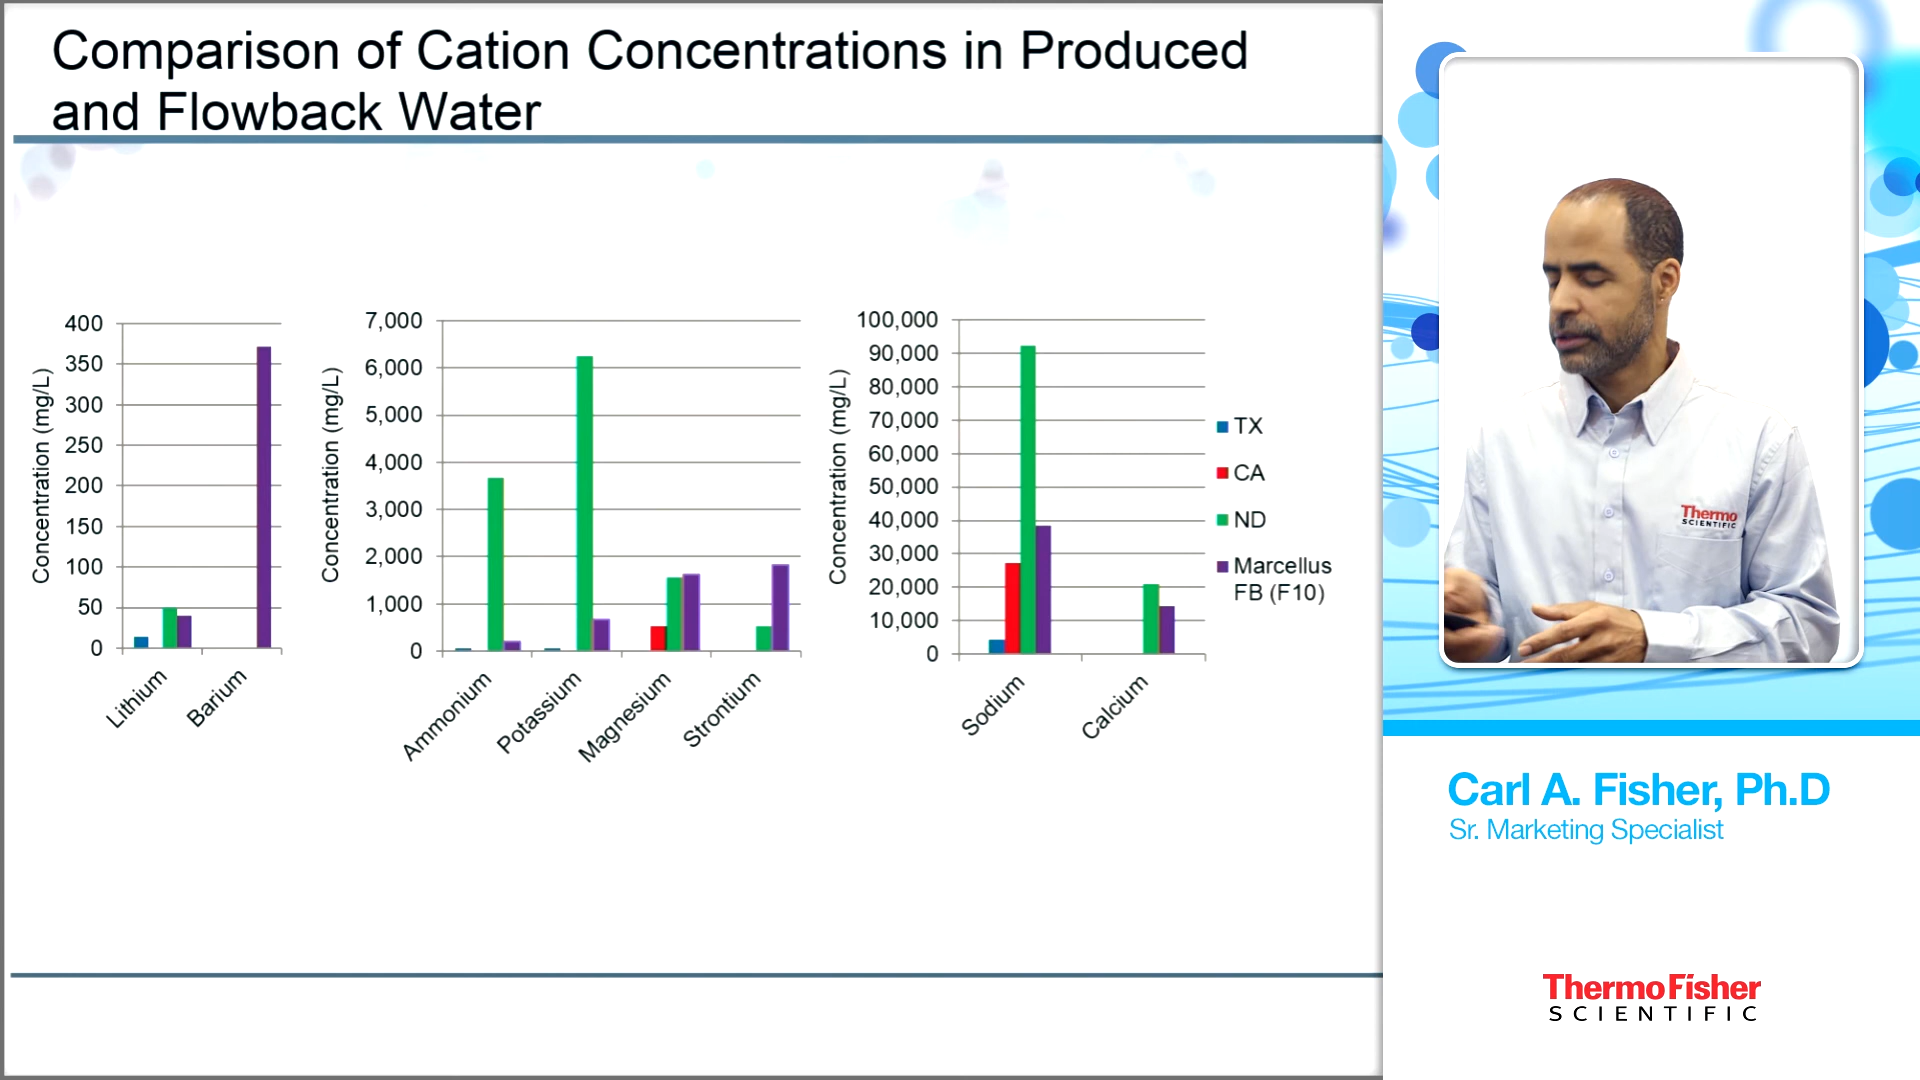 Comparison of Cation Concentrations in Produced
and Flowback Water
Concentration (mg/L)
400
350
300
250
200
150
100
50
0
Lithium
Barium
Concentration (mg/L)
7,000
6,000
5,000
4,000
3,000
2,000
1,000
0
Ammonium
Potassium
Magnesium
Strontium
Concentration (mg/L)
100,000
90,000
80,000
70,000
60,000
50,000
40,000
30,000
20,000
10,000
0
Sodium
Calcium
TX
CA
ND
Marcellus
FB (F10)
Thermo
SCIENTIFIC
Carl A. Fisher, Ph.D
Sr. Marketing Specialist
ThermoFisher
SCIENTIFIC